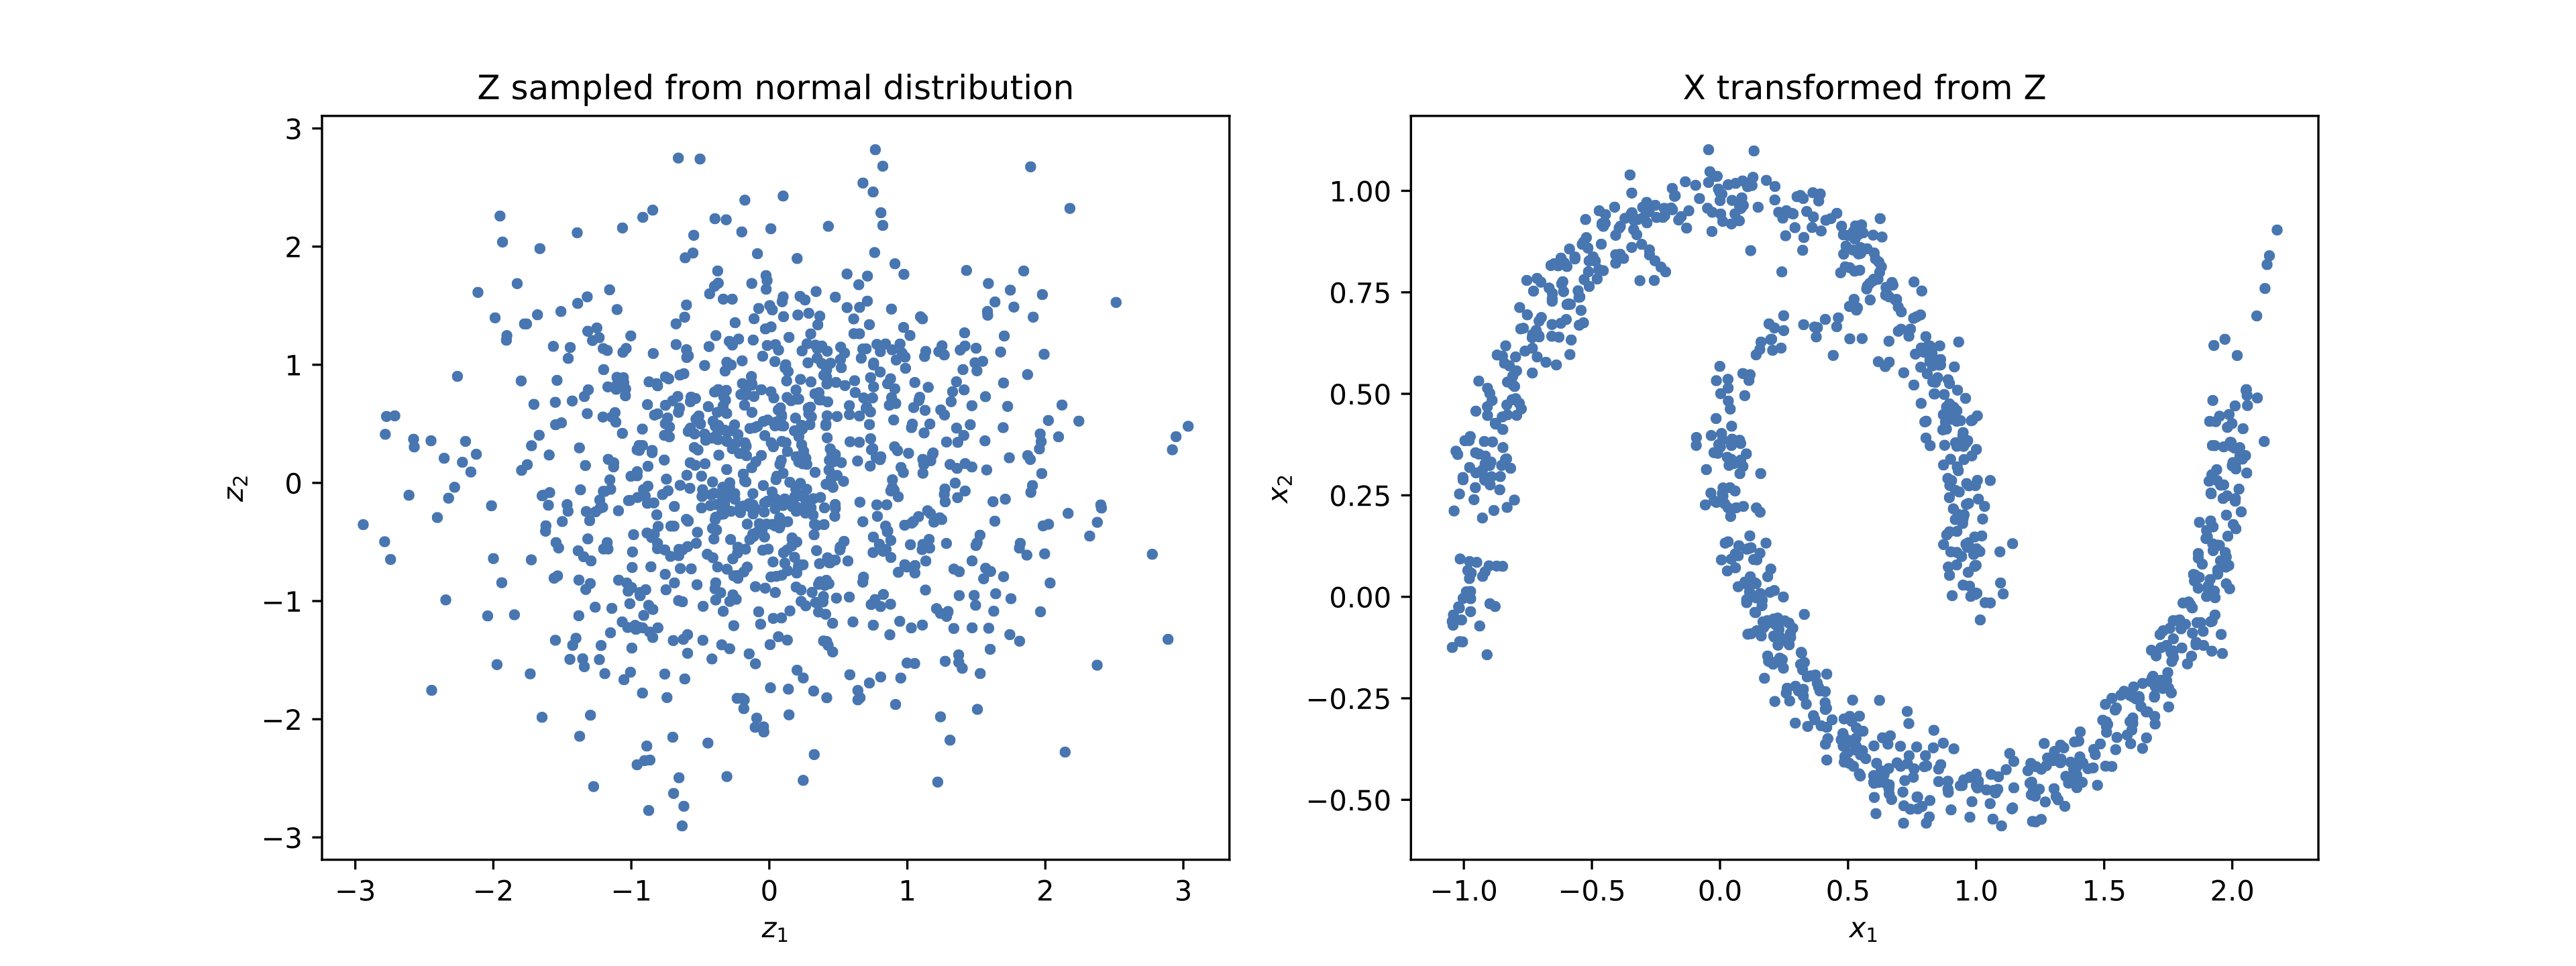 Z sampled from normal distribution
3
2
1
0
−1
−2
−3
z₂
−3 −2 −1 0 1 2 3
z₁
X transformed from Z
1.00
0.75
0.50
0.25
0.00
−0.25
−0.50
x₂
−1.0 −0.5 0.0 0.5 1.0 1.5 2.0
x₁